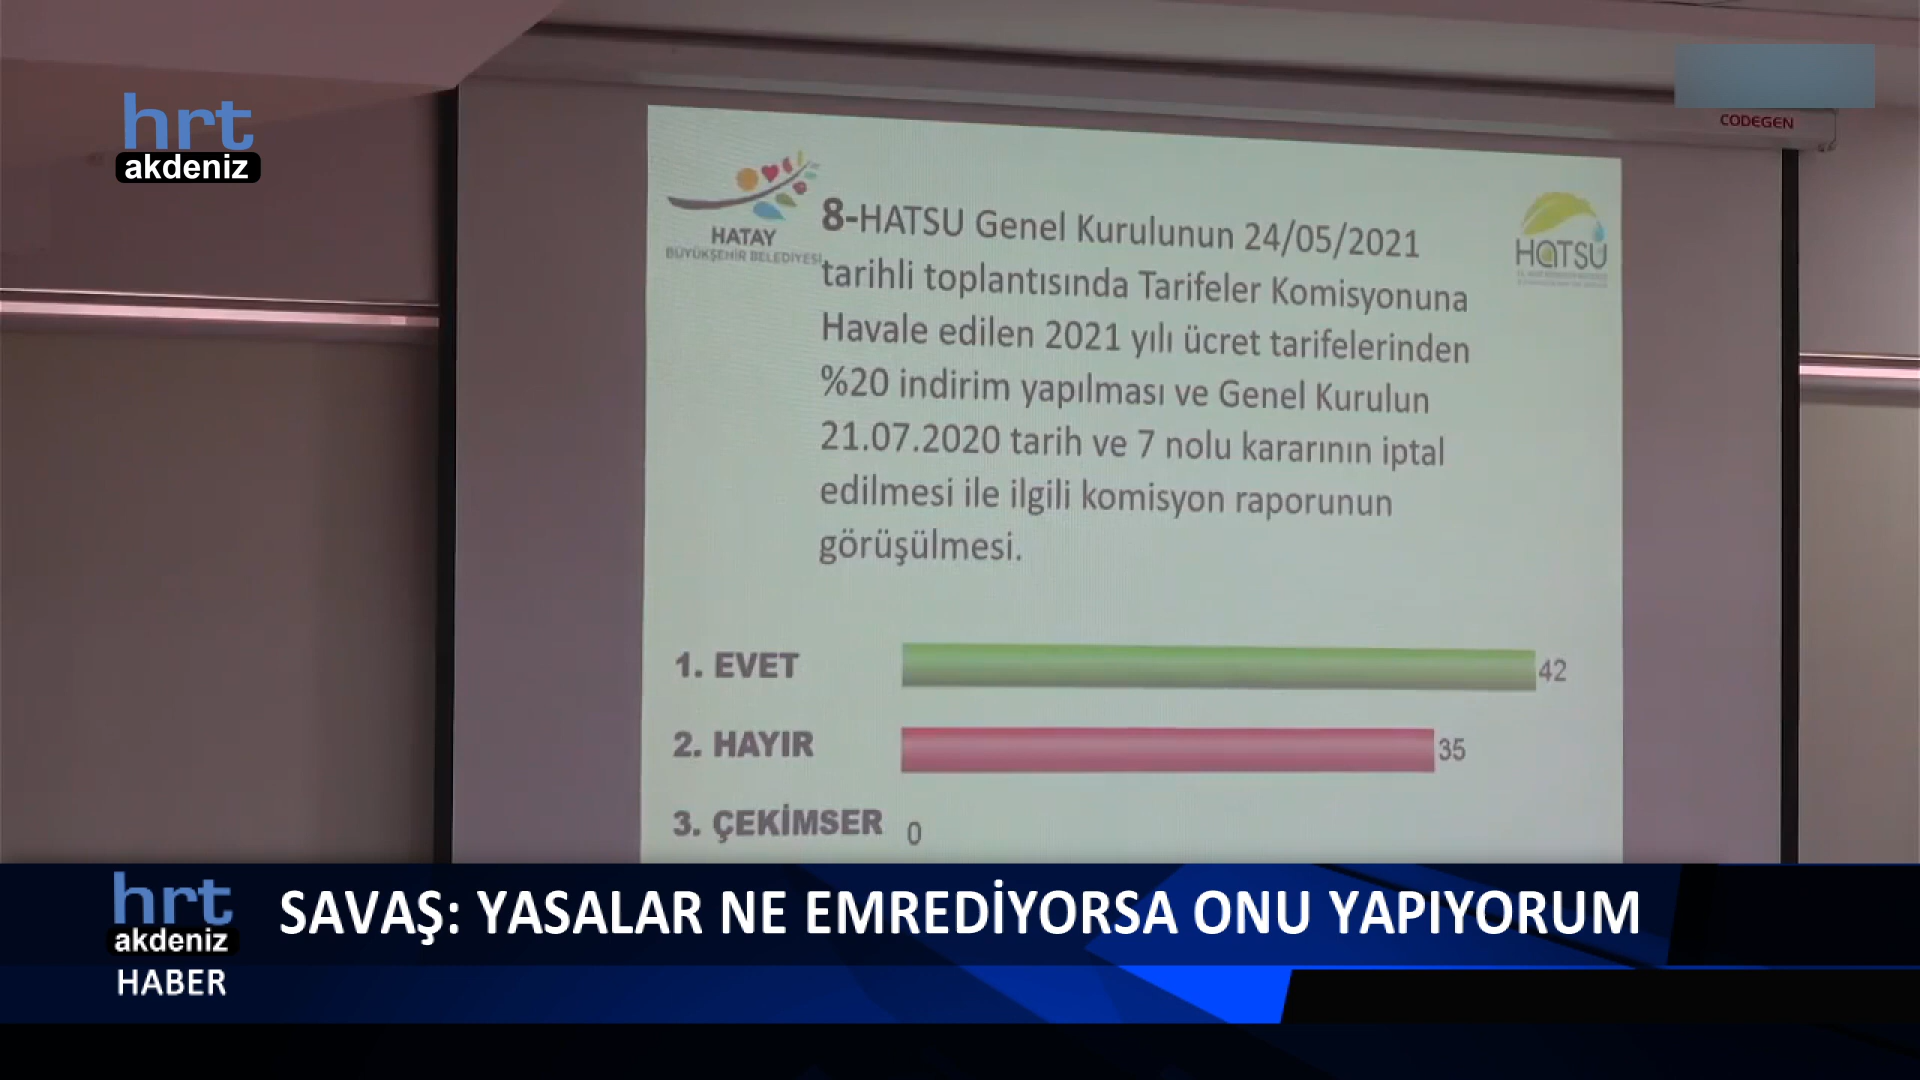 hrt
akdeniz
CODEGEN
HATAY
BÜYÜKŞEHİR BELEDİYESİ
HATSU
8-HATSU Genel Kurulunun 24/05/2021
tarihli toplantısında Tarifeler Komisyonuna
Havale edilen 2021 yılı ücret tarifelerinden
%20 indirim yapılması ve Genel Kurulun
21.07.2020 tarih ve 7 nolu kararının iptal
edilmesi ile ilgili komisyon raporunun
görüşülmesi.
1. EVET 42
2. HAYIR 35
3. ÇEKİMSER 0
hrt
akdeniz
HABER
SAVAŞ: YASALAR NE EMREDİYORSA ONU YAPIYORUM